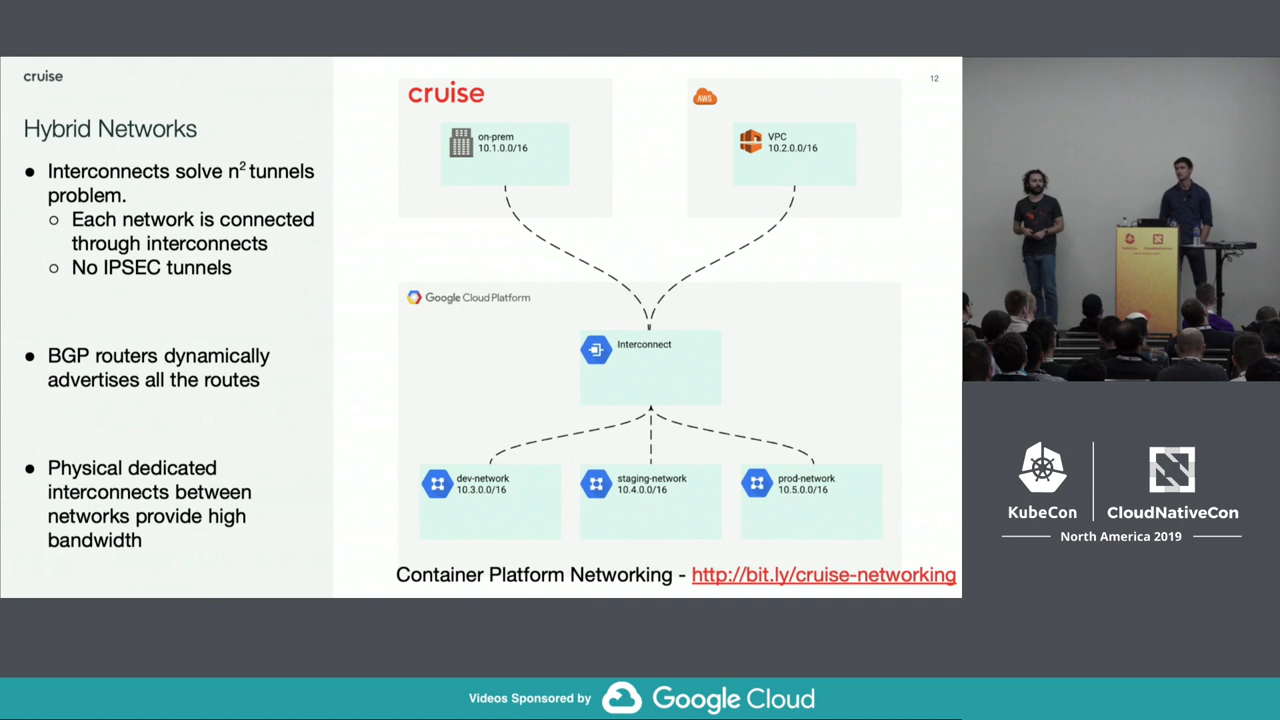 cruise
12
Hybrid Networks
● Interconnects solve n² tunnels
problem.
○ Each network is connected
through interconnects
○ No IPSEC tunnels
● BGP routers dynamically
advertises all the routes
● Physical dedicated
interconnects between
networks provide high
bandwidth
cruise
on-prem
10.1.0.0/16
AWS
VPC
10.2.0.0/16
Google Cloud Platform
Interconnect
dev-network
10.3.0.0/16
staging-network
10.4.0.0/16
prod-network
10.5.0.0/16
Container Platform Networking - http://bit.ly/cruise-networking
KubeCon
CloudNativeCon
North America 2019
Videos Sponsored by Google Cloud